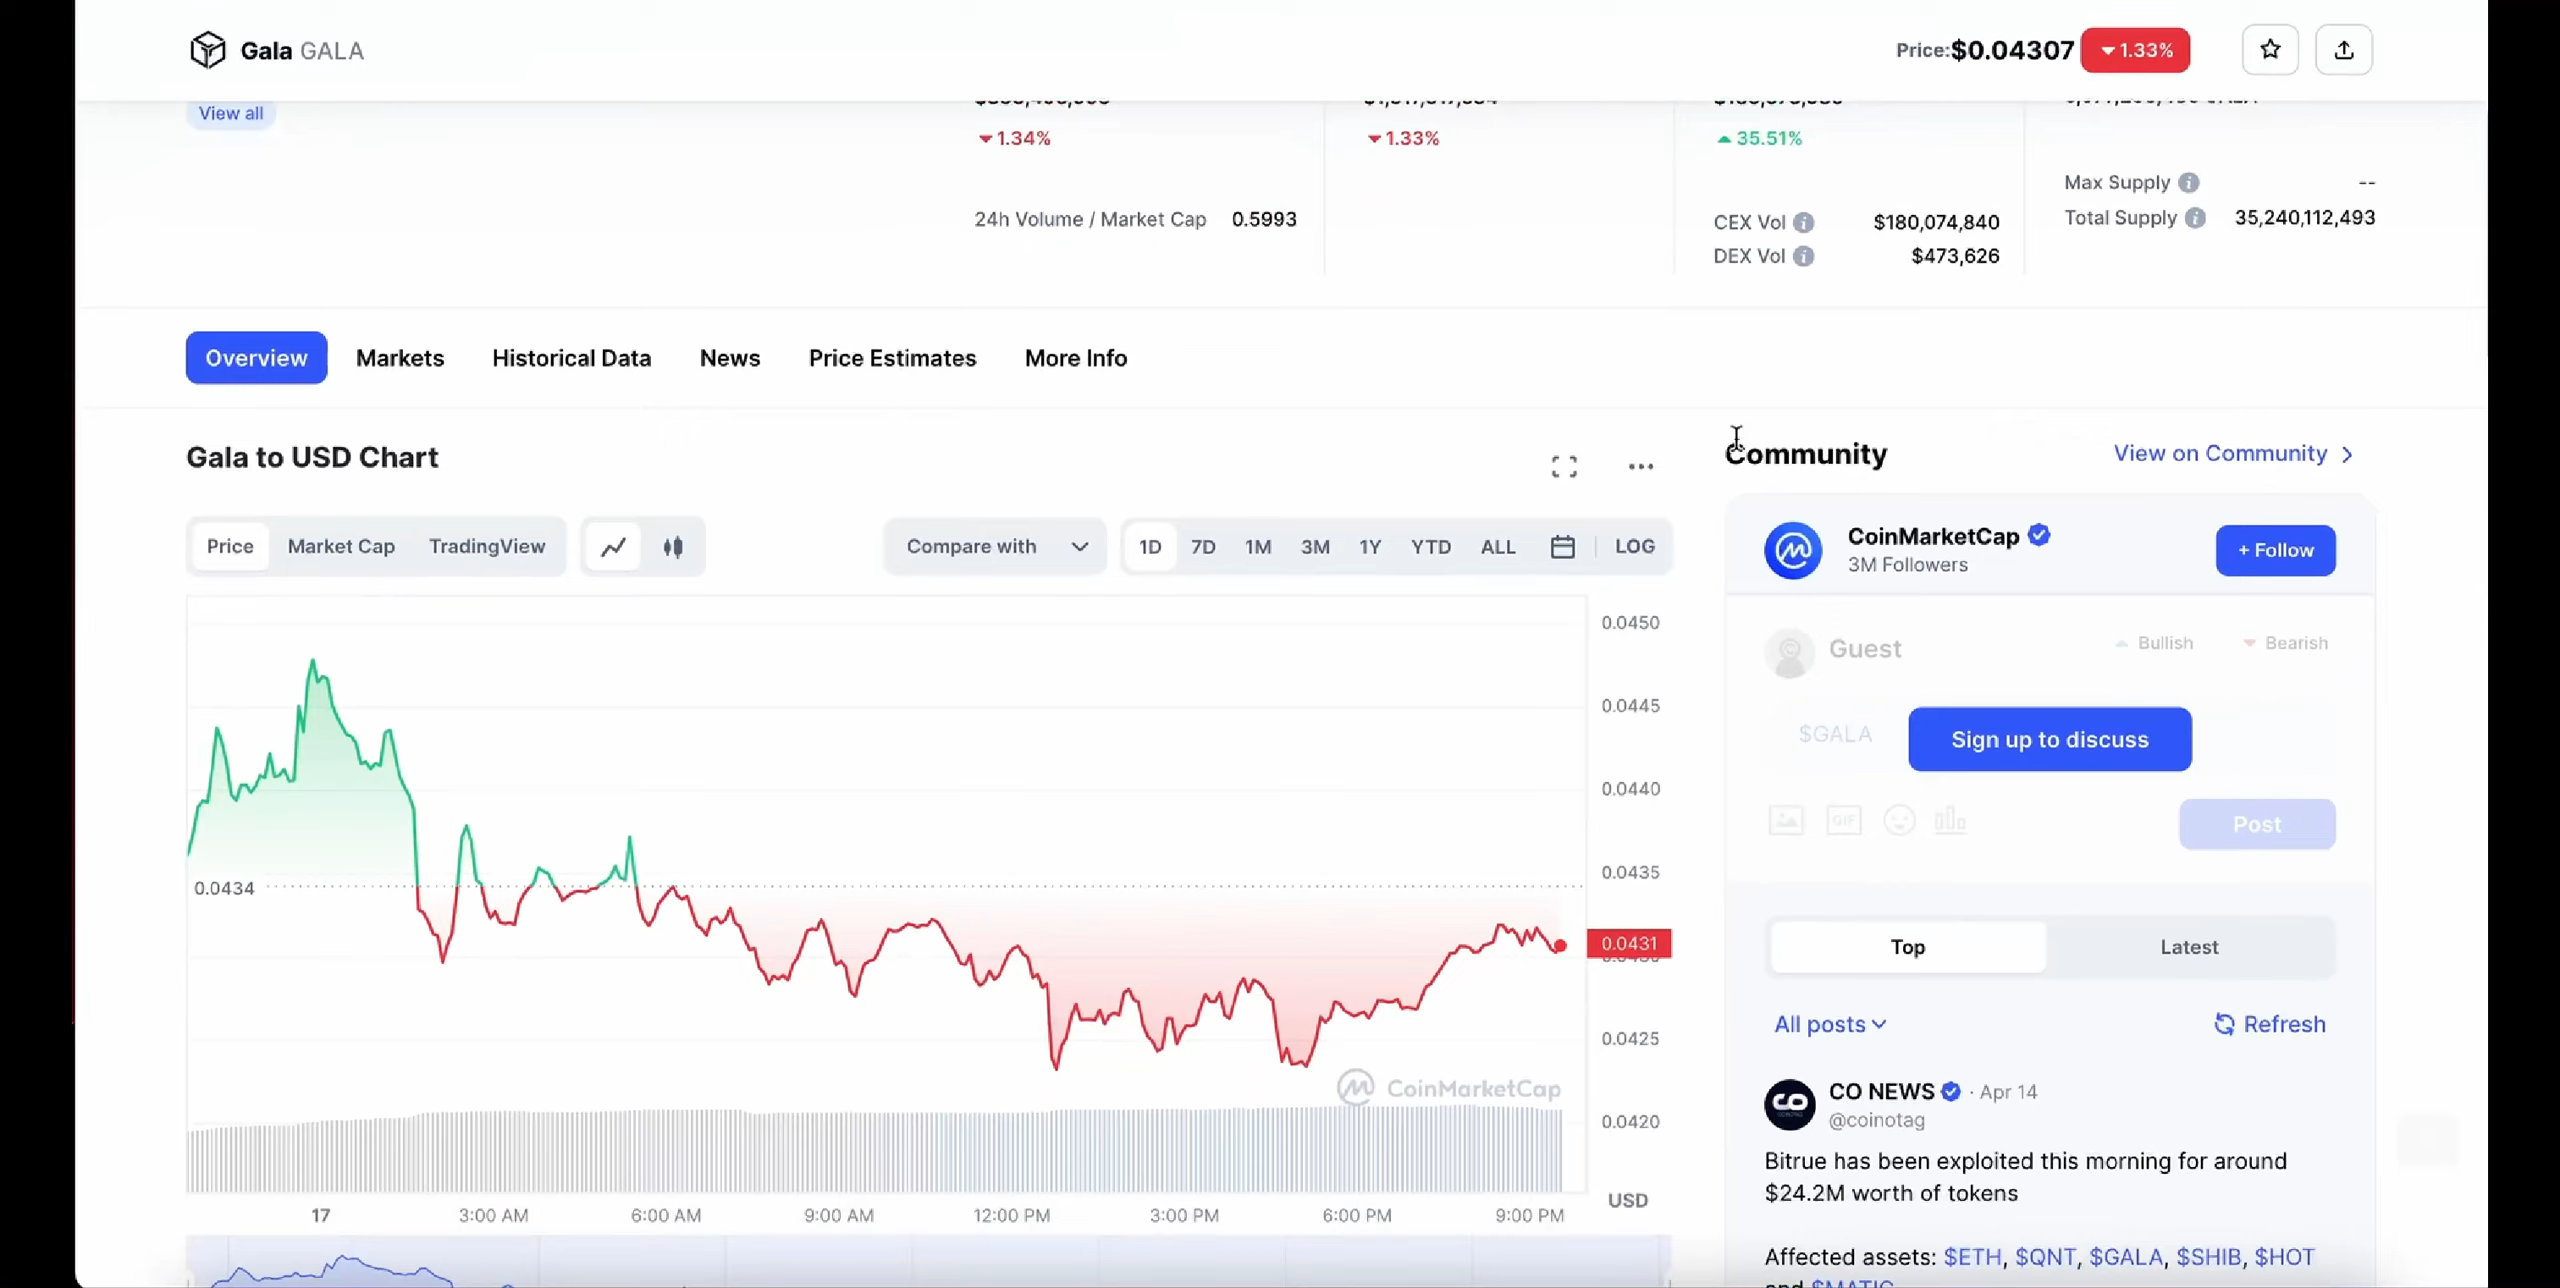 Gala GALA
Price:$0.04307 1.33%
View all
1.34%
1.33%
35.51%
Max Supply --
24h Volume / Market Cap 0.5993
CEX Vol $180,074,840
Total Supply 35,240,112,493
DEX Vol $473,626
Overview Markets Historical Data News Price Estimates More Info
Gala to USD Chart
Price Market Cap TradingView
Compare with
1D 7D 1M 3M 1Y YTD ALL LOG
0.0450
0.0445
0.0440
0.0435
0.0434
0.0431
0.0425
0.0420
CoinMarketCap
USD
17 3:00 AM 6:00 AM 9:00 AM 12:00 PM 3:00 PM 6:00 PM 9:00 PM
Community
View on Community
CoinMarketCap
3M Followers
+ Follow
Guest
Bullish Bearish
$GALA
Sign up to discuss
GIF
Post
Top Latest
All posts
Refresh
CO NEWS · Apr 14
@coinotag
Bitrue has been exploited this morning for around
$24.2M worth of tokens
Affected assets: $ETH, $QNT, $GALA, $SHIB, $HOT
and $MATIC